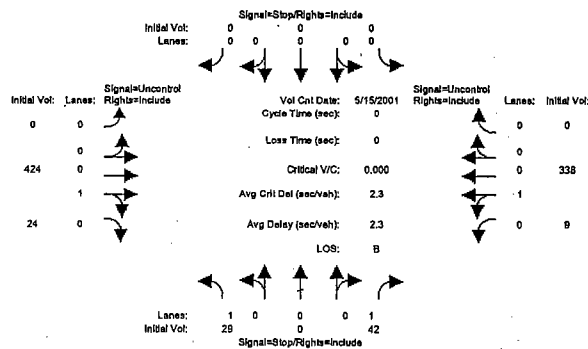 Signal=Stop/Rights=Include
Initial Vol: 0 0 0
Lanes: 0 0 0 0 0
Signal=Uncontrol Signal=Uncontrol
Initial Vol: Lanes: Rights=Include Vol Cnt Date: 5/15/2001 Rights=Include Lanes: Initial Vol:
Cycle Time (sec): 0
0 0 0 0
Loss Time (sec): 0
0 0
424 0 Critical V/C: 0.000 0 338
1 Avg Crit Del (sec/veh): 2.3 1
24 0 Avg Delay (sec/veh): 2.3 0 9
LOS: B
Lanes: 1 0 0 0 1
Initial Vol: 28 0 42
Signal=Stop/Rights=Include